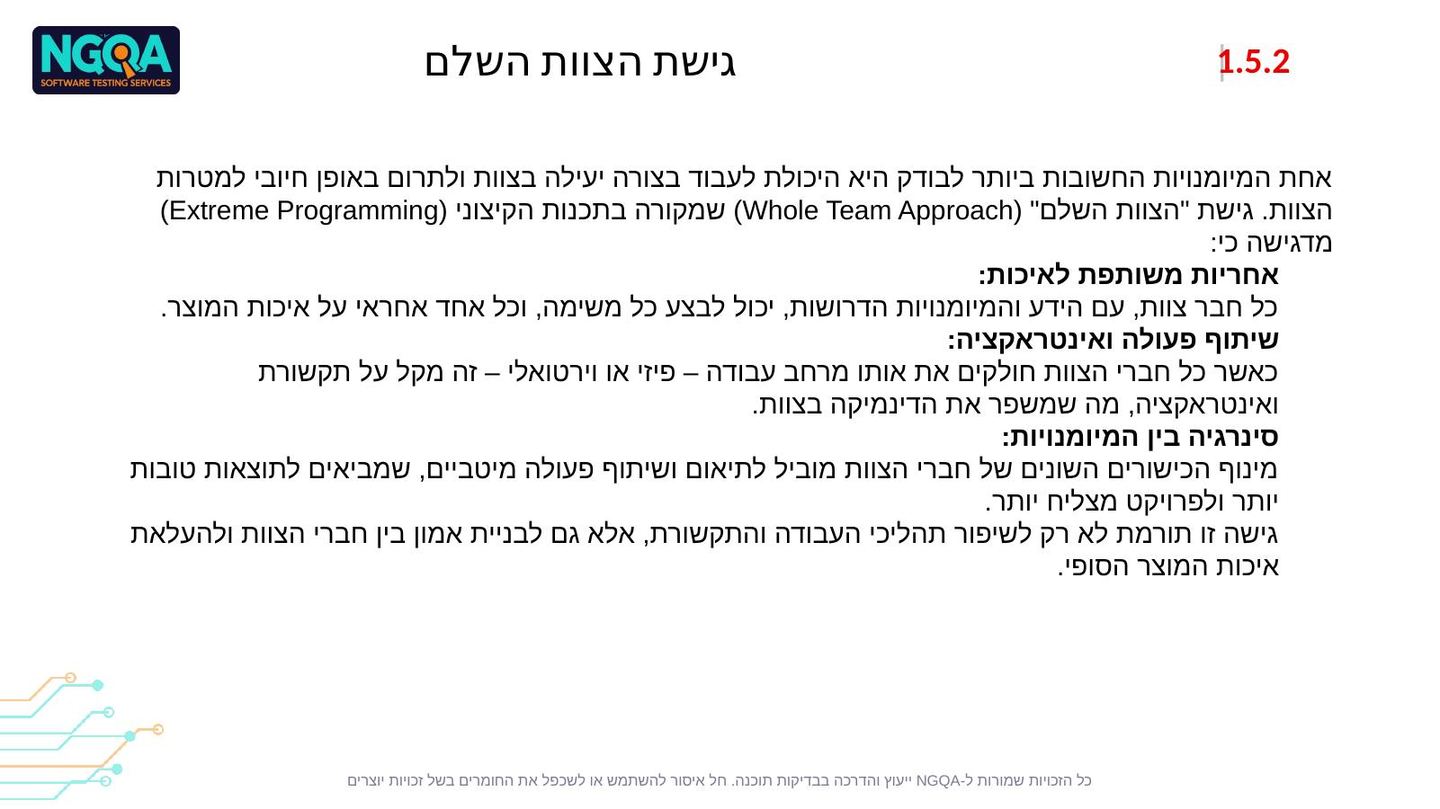 NGQA
SOFTWARE TESTING SERVICES
גישת הצוות השלם
1.5.2
אחת המיומנויות החשובות ביותר לבודק היא היכולת לעבוד בצורה יעילה בצוות ולתרום באופן חיובי למטרות
הצוות. גישת "הצוות השלם" (Whole Team Approach) שמקורה בתכנות הקיצוני (Extreme Programming)
מדגישה כי:
אחריות משותפת לאיכות:
כל חבר צוות, עם הידע והמיומנויות הדרושות, יכול לבצע כל משימה, וכל אחד אחראי על איכות המוצר.
שיתוף פעולה ואינטראקציה:
כאשר כל חברי הצוות חולקים את אותו מרחב עבודה – פיזי או וירטואלי – זה מקל על תקשורת
ואינטראקציה, מה שמשפר את הדינמיקה בצוות.
סינרגיה בין המיומנויות:
מינוף הכישורים השונים של חברי הצוות מוביל לתיאום ושיתוף פעולה מיטביים, שמביאים לתוצאות טובות
יותר ולפרויקט מצליח יותר.
גישה זו תורמת לא רק לשיפור תהליכי העבודה והתקשורת, אלא גם לבניית אמון בין חברי הצוות ולהעלאת
איכות המוצר הסופי.
כל הזכויות שמורות ל-NGQA ייעוץ והדרכה בבדיקות תוכנה. חל איסור להשתמש או לשכפל את החומרים בשל זכויות יוצרים